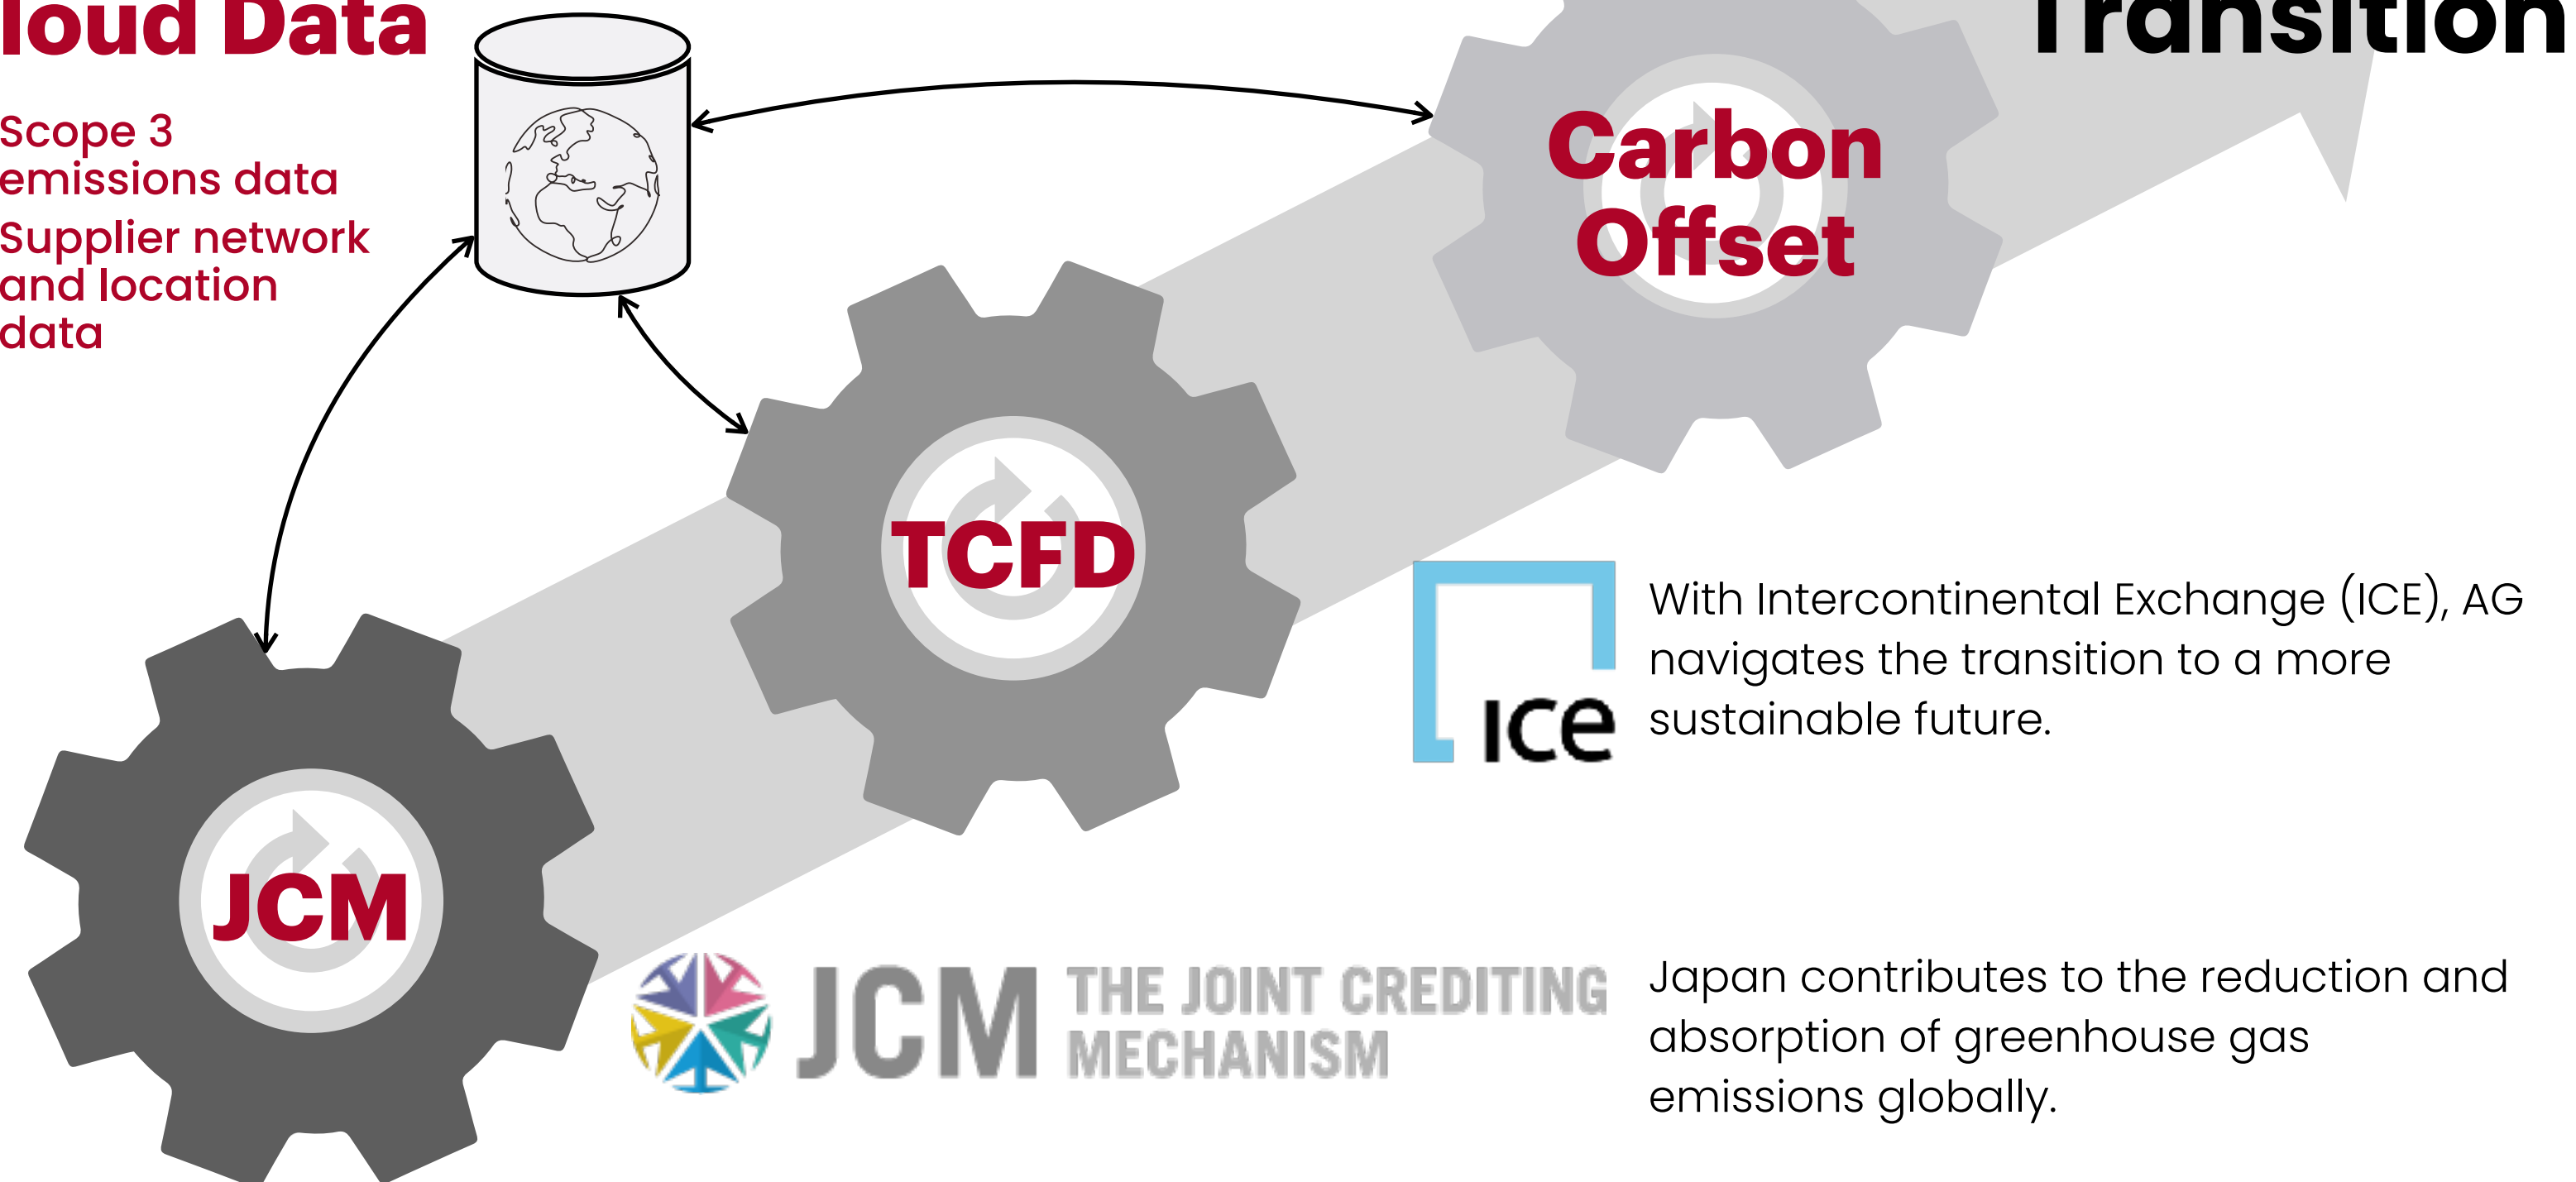 loud Data
Transition
Scope 3
emissions data
Supplier network
and location
data
Carbon
Offset
TCFD
ICE
With Intercontinental Exchange (ICE), AG
navigates the transition to a more
sustainable future.
JCM
JCM THE JOINT CREDITING
MECHANISM
Japan contributes to the reduction and
absorption of greenhouse gas
emissions globally.